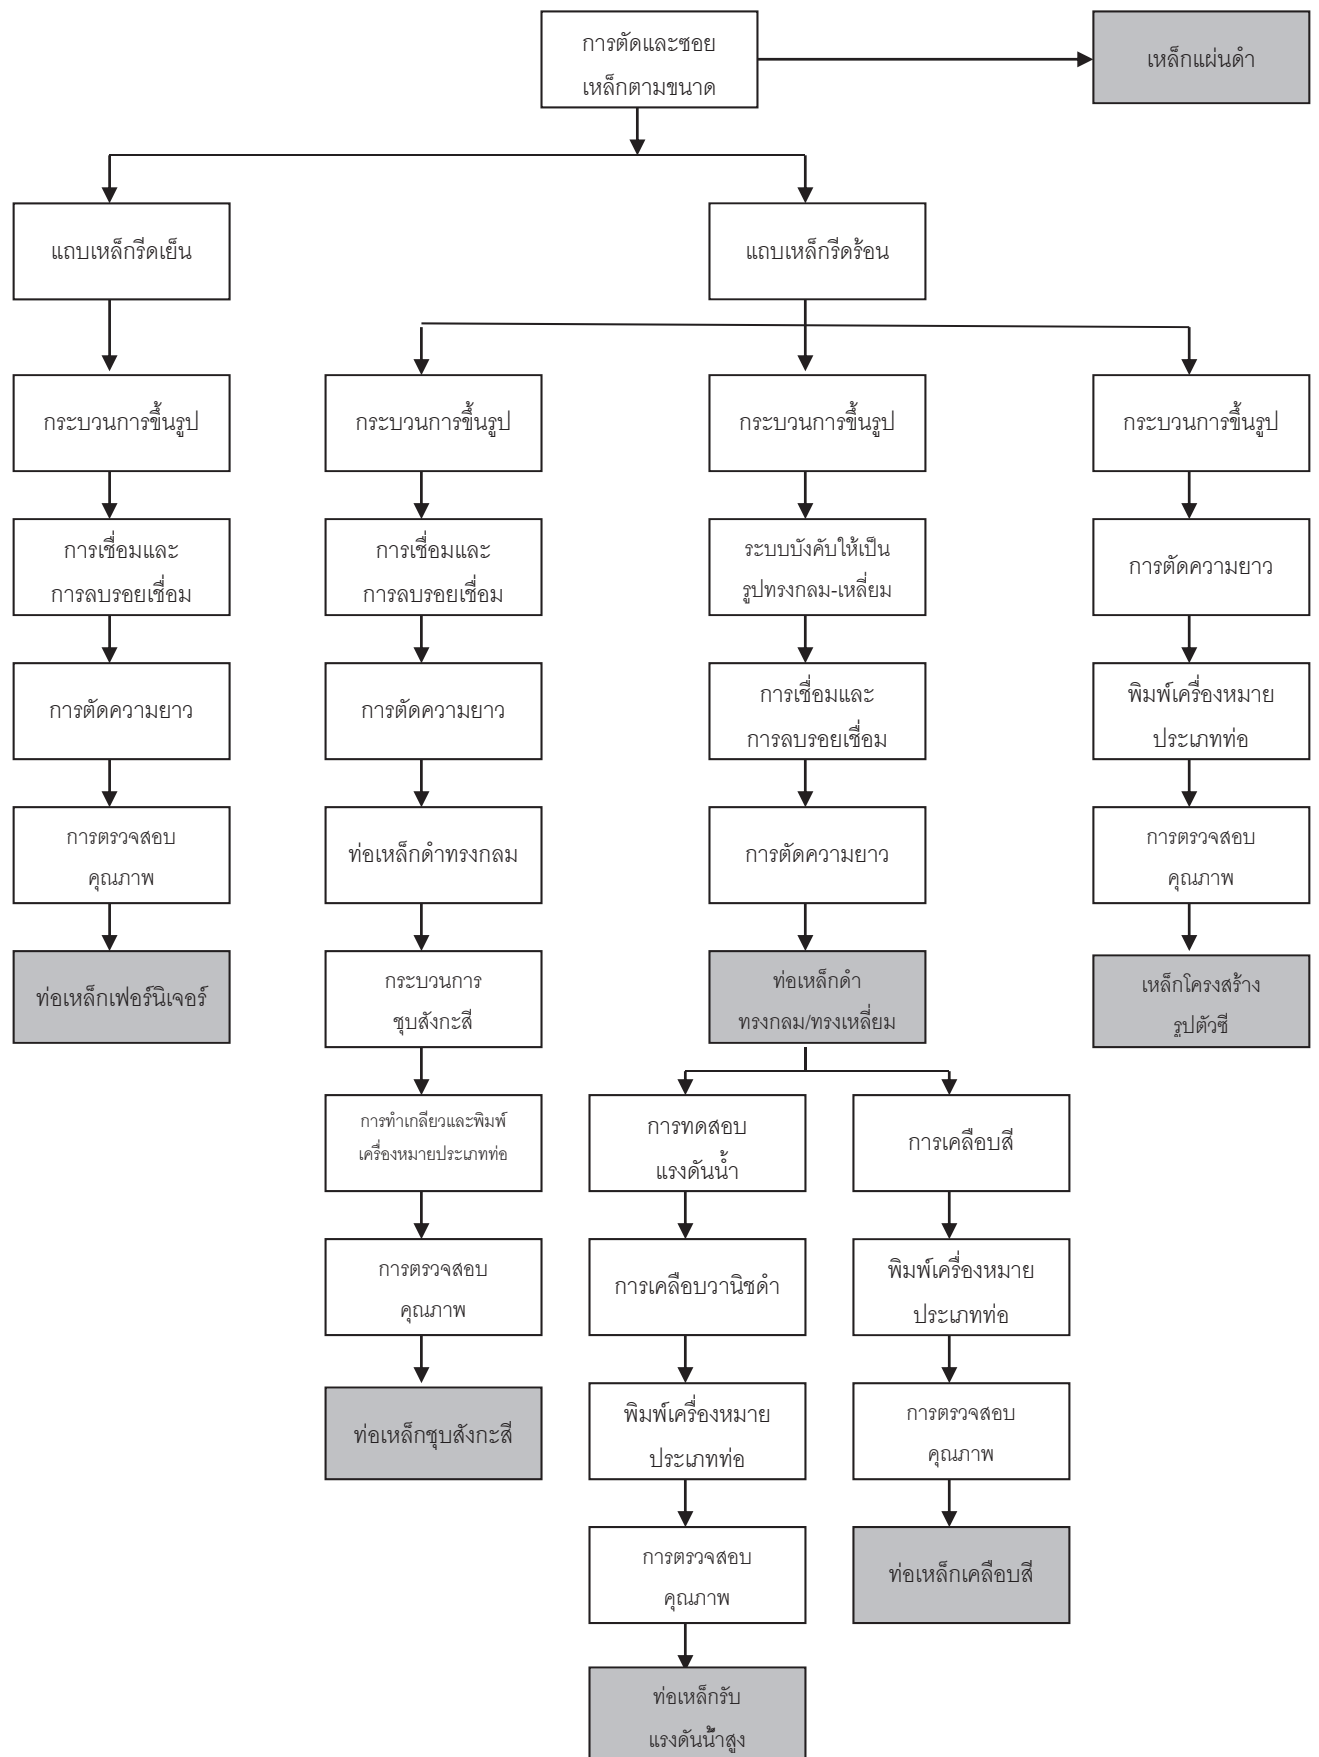 การตัดและซอย
เหล็กตามขนาด
เหล็กแผ่นดำ
แถบเหล็กรีดเย็น
แถบเหล็กรีดร้อน
กระบวนการขึ้นรูป
กระบวนการขึ้นรูป
กระบวนการขึ้นรูป
กระบวนการขึ้นรูป
การเชื่อมและ
การลบรอยเชื่อม
การเชื่อมและ
การลบรอยเชื่อม
ระบบบังคับให้เป็น
รูปทรงกลม-เหลี่ยม
การตัดความยาว
การตัดความยาว
การตัดความยาว
การเชื่อมและ
การลบรอยเชื่อม
พิมพ์เครื่องหมาย
ประเภทท่อ
การตรวจสอบ
คุณภาพ
ท่อเหล็กดำทรงกลม
การตัดความยาว
การตรวจสอบ
คุณภาพ
ท่อเหล็กเฟอร์นิเจอร์
กระบวนการ
ชุบสังกะสี
ท่อเหล็กดำ
ทรงกลม/ทรงเหลี่ยม
เหล็กโครงสร้าง
รูปตัวซี
การทำเกลียวและพิมพ์
เครื่องหมายประเภทท่อ
การทดสอบ
แรงดันน้ำ
การเคลือบสี
การตรวจสอบ
คุณภาพ
การเคลือบวานิชดำ
พิมพ์เครื่องหมาย
ประเภทท่อ
ท่อเหล็กชุบสังกะสี
พิมพ์เครื่องหมาย
ประเภทท่อ
การตรวจสอบ
คุณภาพ
การตรวจสอบ
คุณภาพ
ท่อเหล็กเคลือบสี
ท่อเหล็กรับ
แรงดันน้ำสูง